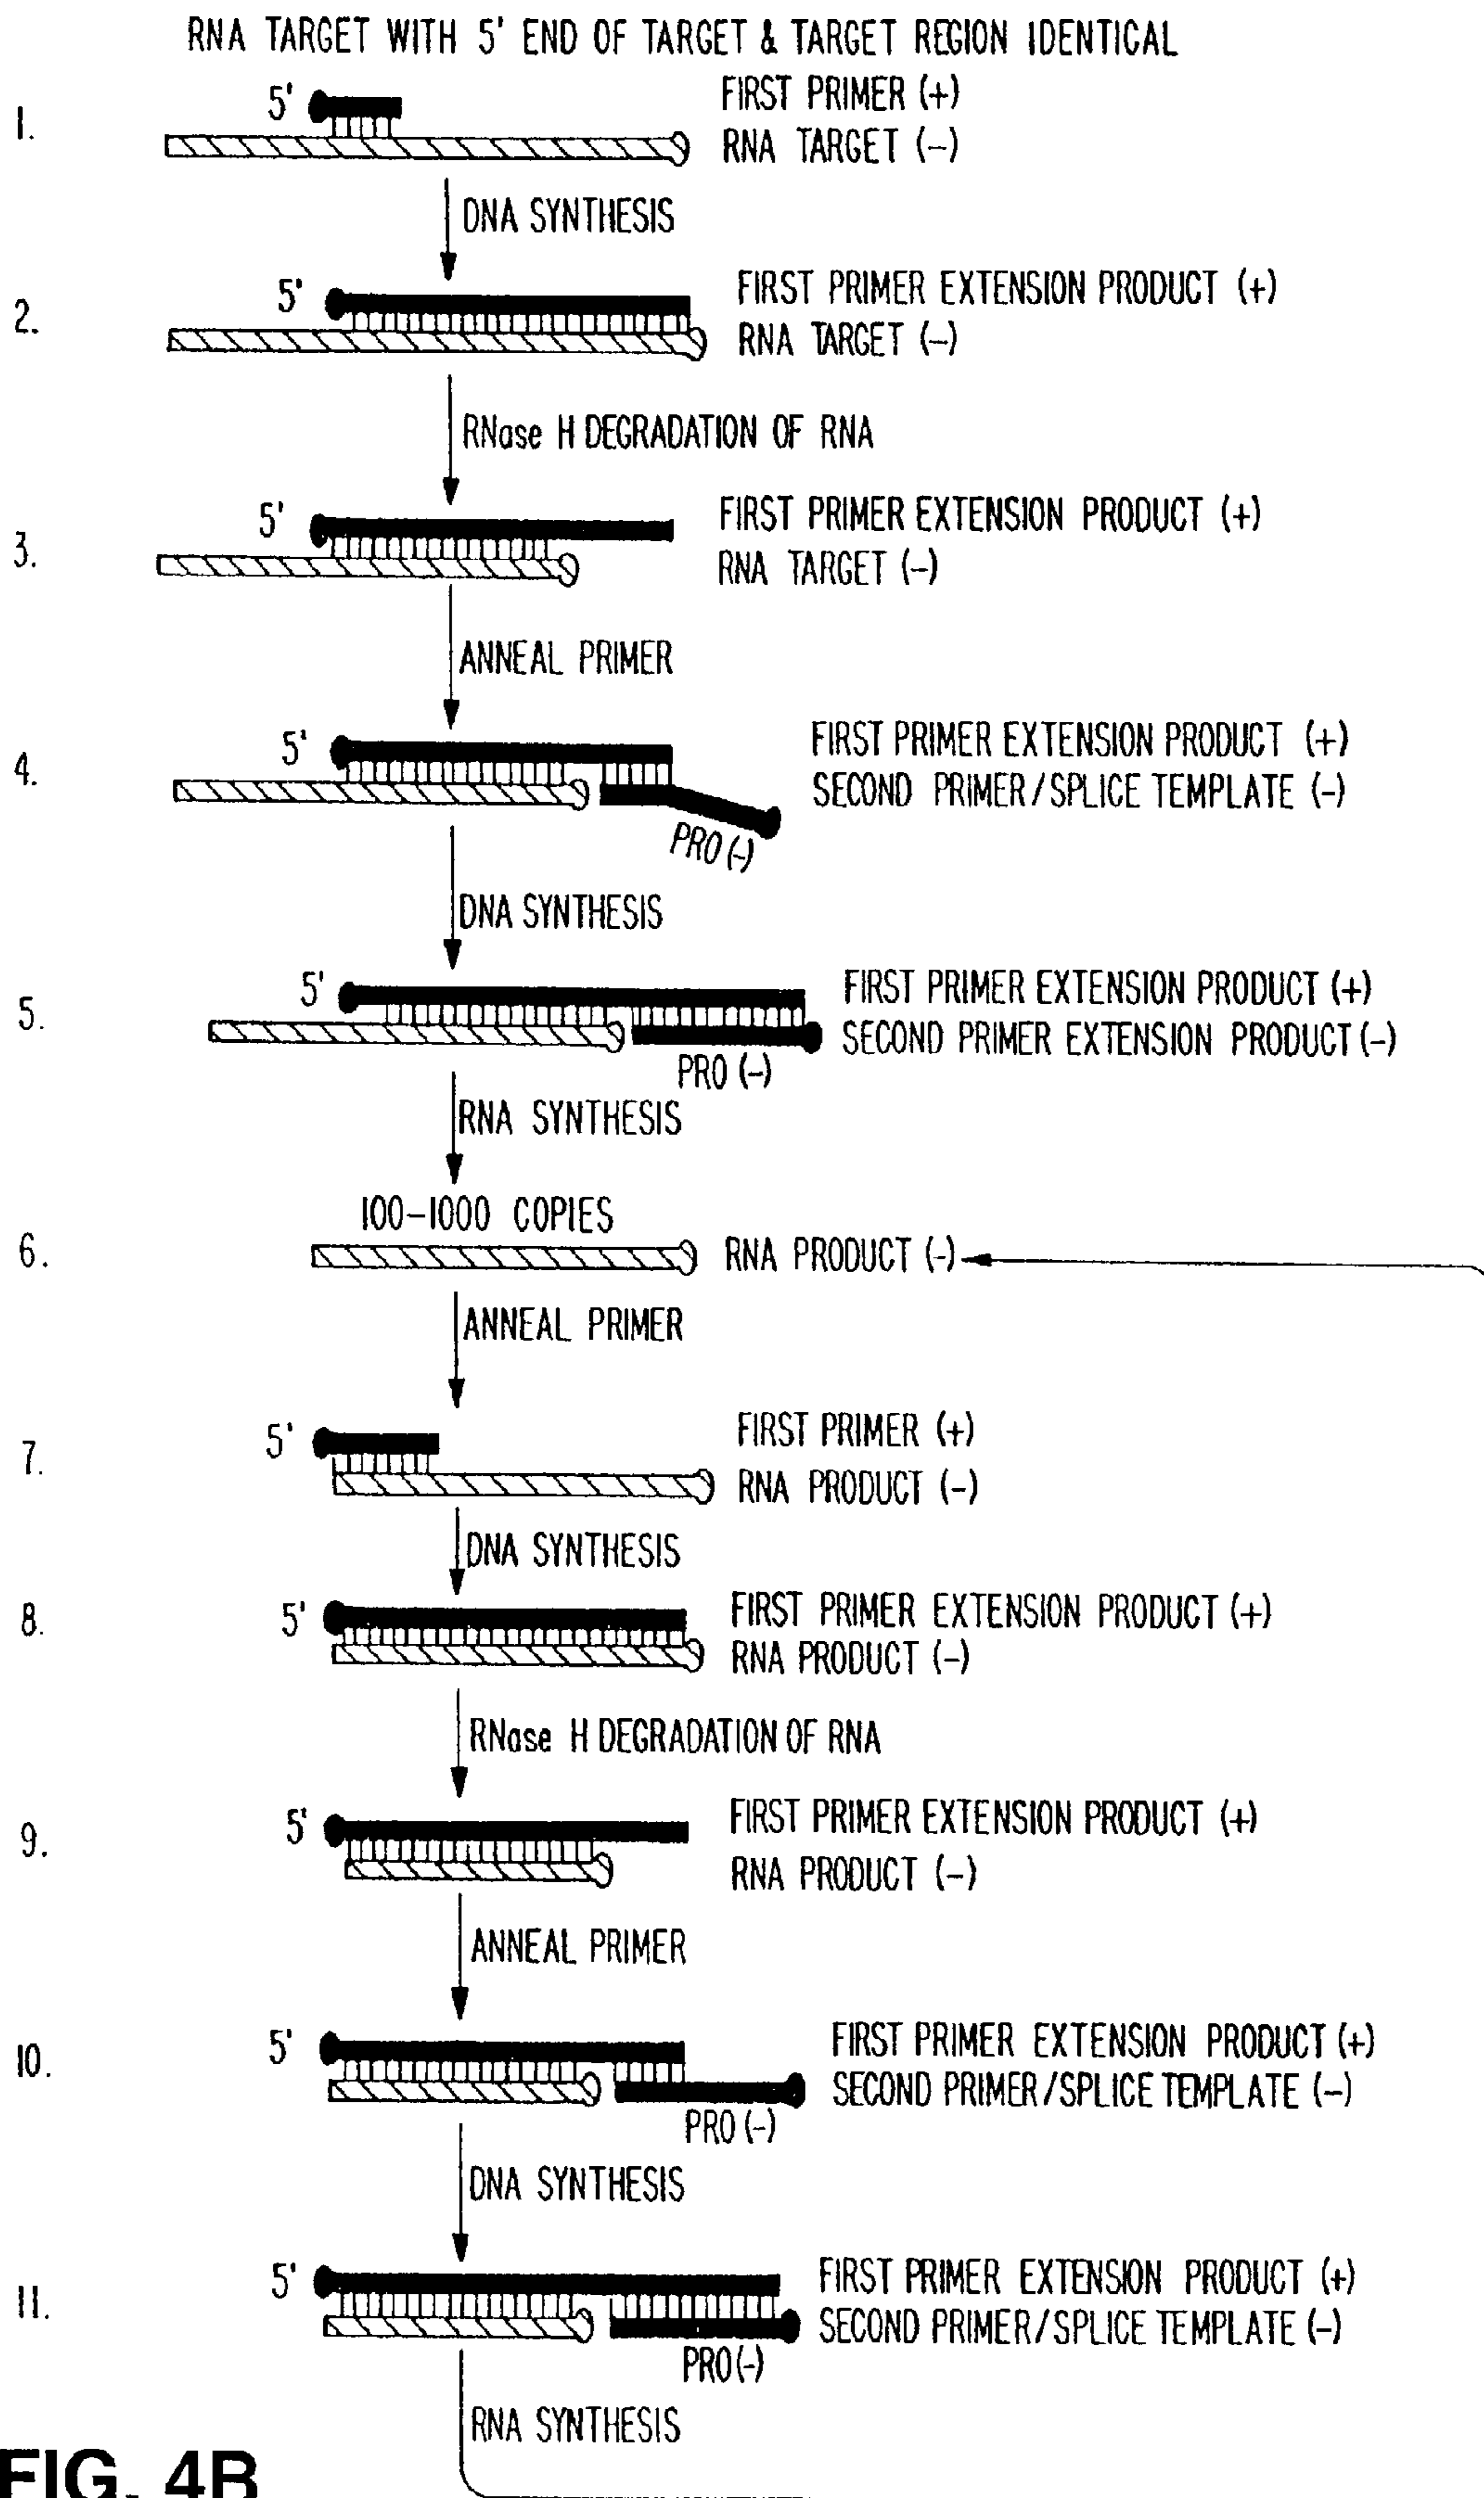 RNA TARGET WITH 5' END OF TARGET & TARGET REGION IDENTICAL
1.
5'
FIRST PRIMER (+)
RNA TARGET (-)
DNA SYNTHESIS
2.
5'
FIRST PRIMER EXTENSION PRODUCT (+)
RNA TARGET (-)
RNase H DEGRADATION OF RNA
3.
5'
FIRST PRIMER EXTENSION PRODUCT (+)
RNA TARGET (-)
ANNEAL PRIMER
4.
5'
FIRST PRIMER EXTENSION PRODUCT (+)
SECOND PRIMER/SPLICE TEMPLATE (-)
PRO (-)
DNA SYNTHESIS
5.
5'
FIRST PRIMER EXTENSION PRODUCT (+)
SECOND PRIMER EXTENSION PRODUCT (-)
PRO (-)
RNA SYNTHESIS
100-1000 COPIES
6.
RNA PRODUCT (-)
ANNEAL PRIMER
7.
5'
FIRST PRIMER (+)
RNA PRODUCT (-)
DNA SYNTHESIS
8.
5'
FIRST PRIMER EXTENSION PRODUCT (+)
RNA PRODUCT (-)
RNase H DEGRADATION OF RNA
9.
5'
FIRST PRIMER EXTENSION PRODUCT (+)
RNA PRODUCT (-)
ANNEAL PRIMER
10.
5'
FIRST PRIMER EXTENSION PRODUCT (+)
SECOND PRIMER/SPLICE TEMPLATE (-)
PRO (-)
DNA SYNTHESIS
11.
5'
FIRST PRIMER EXTENSION PRODUCT (+)
SECOND PRIMER/SPLICE TEMPLATE (-)
PRO (-)
RNA SYNTHESIS
FIG. 4B